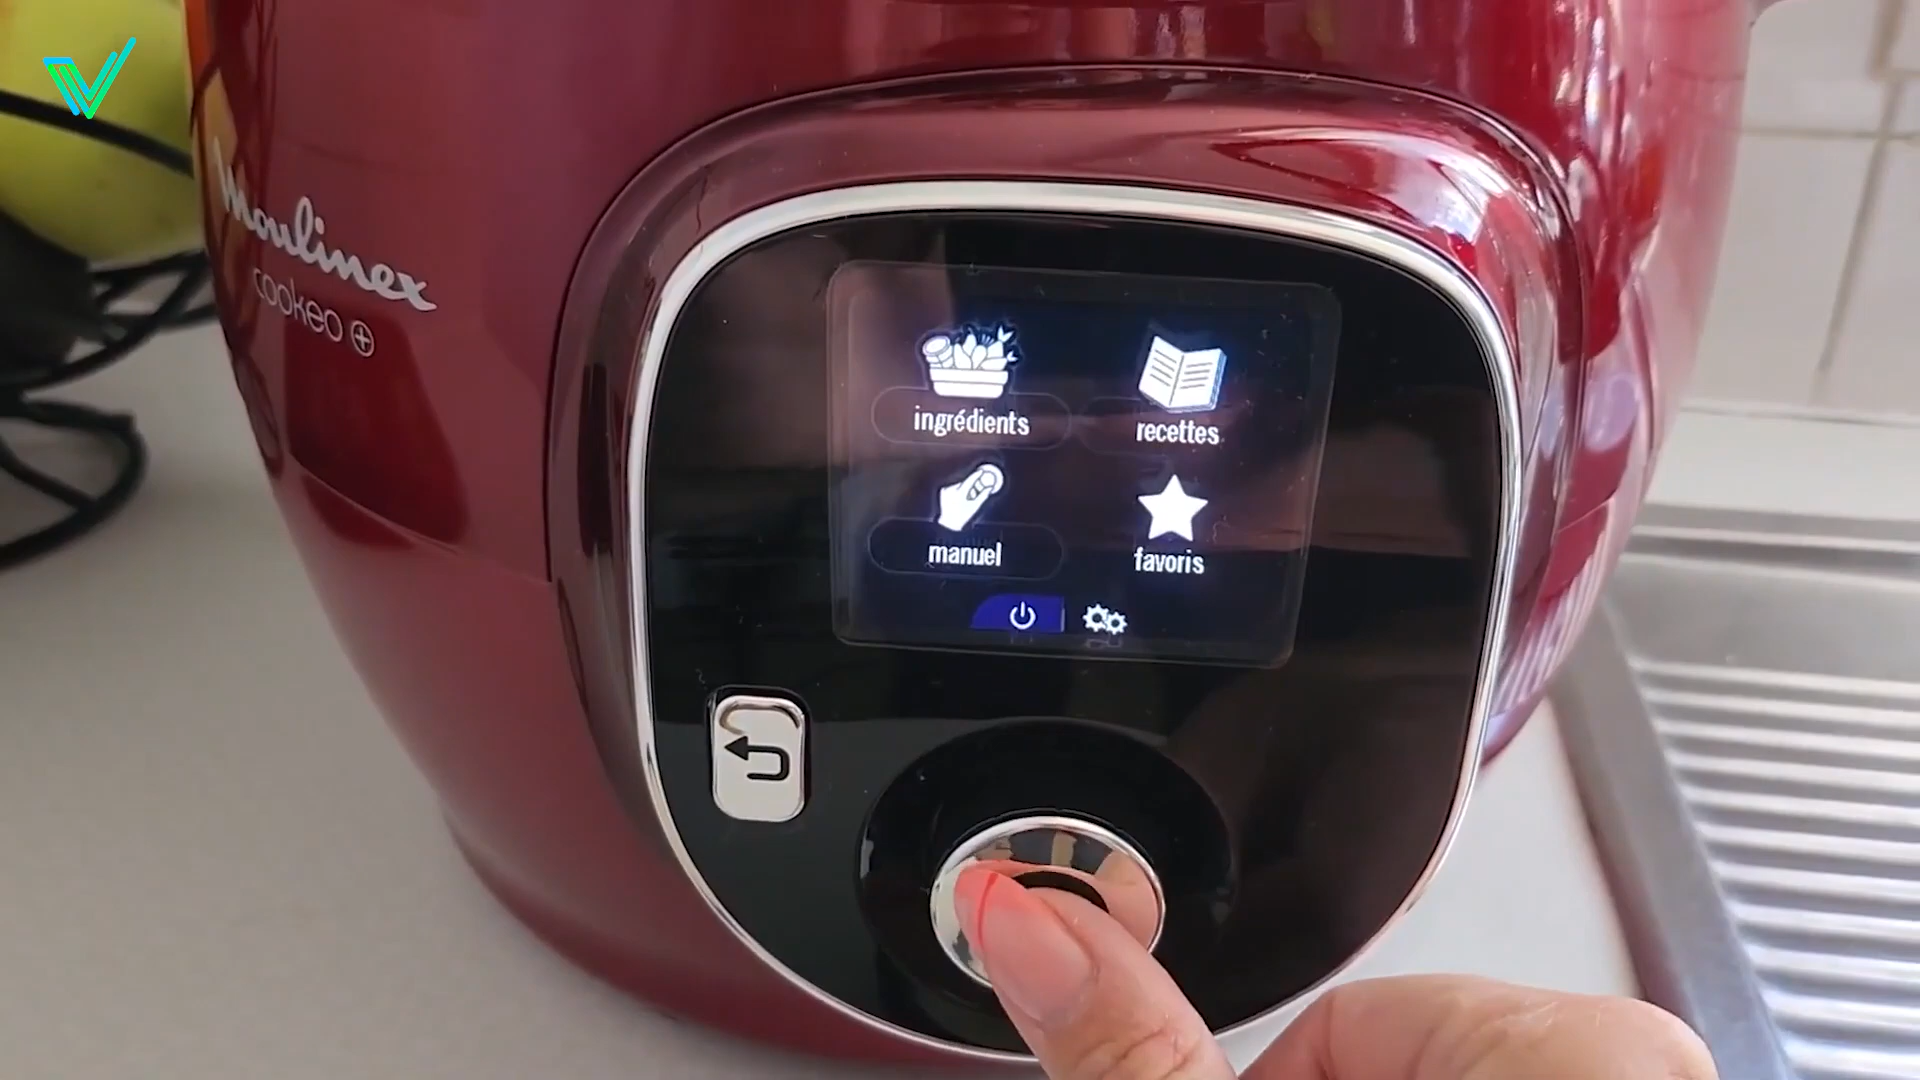 Moulinex
cookeo +
ingrédients
recettes
manuel
favoris